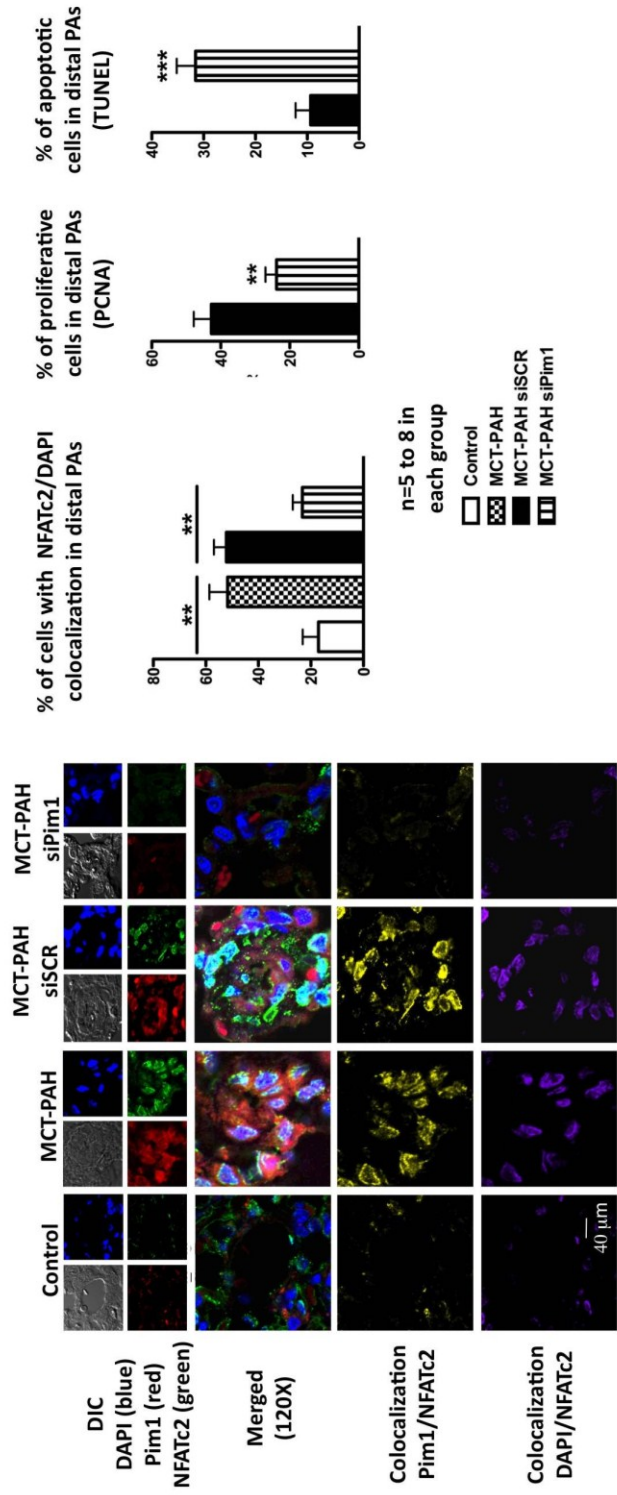 Control
MCT-PAH
MCT-PAH
siSCR
MCT-PAH
siPim1
DIC
DAPI (blue)
Pim1 (red)
NFATc2 (green)
Merged
(120X)
Colocalization
Pim1/NFATc2
Colocalization
DAPI/NFATc2
40 µm
% of cells with NFATc2/DAPI
colocalization in distal PAs
80
60
40
20
0
**
**
% of proliferative
cells in distal PAs
(PCNA)
60
40
20
0
%
**
% of apoptotic
cells in distal PAs
(TUNEL)
40
30
20
10
0
***
n=5 to 8 in
each group
Control
MCT-PAH
MCT-PAH siSCR
MCT-PAH siPim1